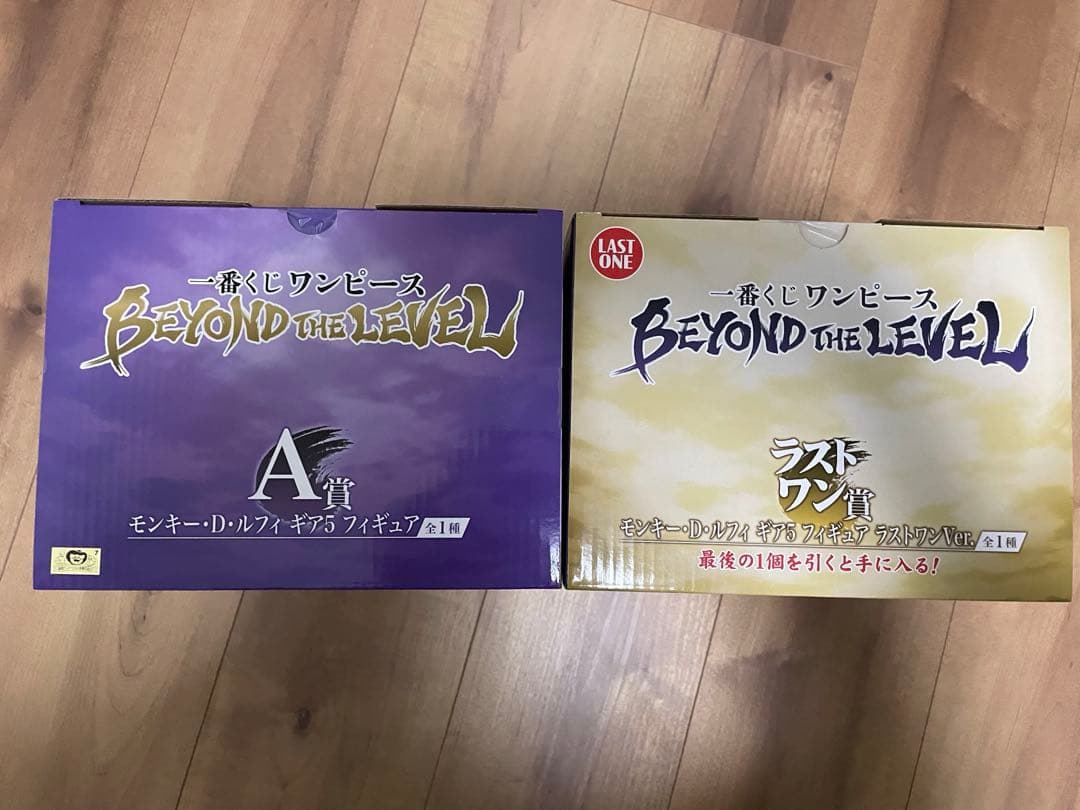 一番くじ ワンピース
BEYOND THE LEVEL
A賞
モンキー・D・ルフィ ギア5 フィギュア 全1種
LAST
ONE
一番くじ ワンピース
BEYOND THE LEVEL
ラスト
ワン賞
モンキー・D・ルフィ ギア5 フィギュア ラストワンVer. 全1種
最後の1個を引くと手に入る!